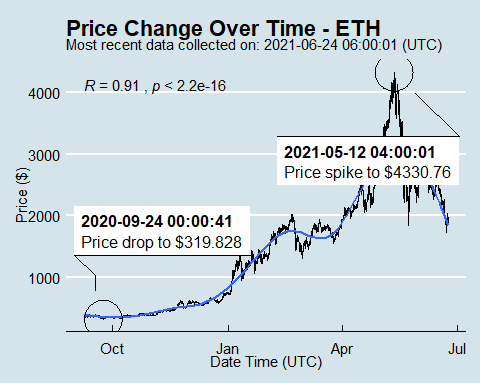 Price Change Over Time - ETH
Most recent data collected on: 2021-06-24 06:00:01 (UTC)
R = 0.91 , p < 2.2e-16
4000
3000
2000
1000
Price ($)
2021-05-12 04:00:01
Price spike to $4330.76
2020-09-24 00:00:41
Price drop to $319.828
Oct
Jan
Apr
Jul
Date Time (UTC)